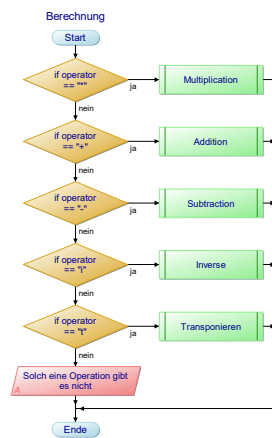 Berechnung
Start
if operator
== "*"
ja
Multiplication
nein
if operator
== "+"
ja
Addition
nein
if operator
== "-"
ja
Subtraction
nein
if operator
== "i"
ja
Inverse
nein
if operator
== "t"
ja
Transponieren
nein
Solch eine Operation gibt
es nicht
A
Ende